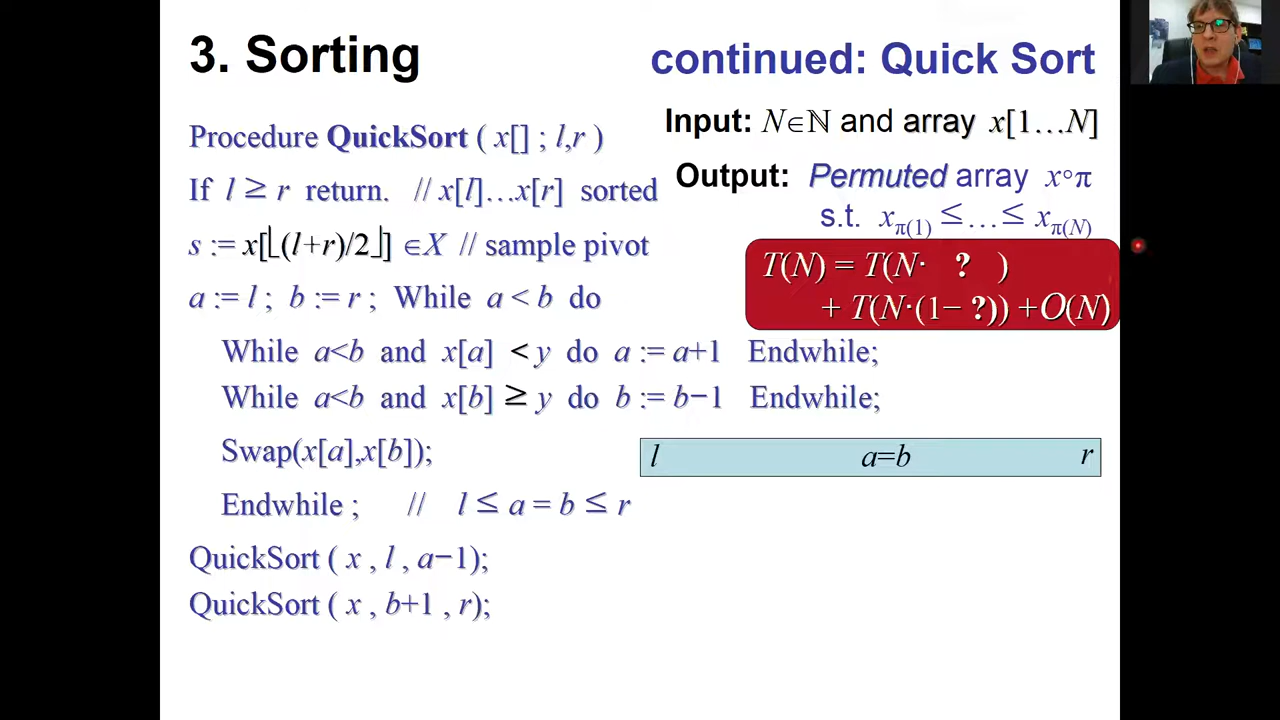 3. Sorting
continued: Quick Sort
Procedure QuickSort ( x[] ; l,r )
If l ≥ r return. // x[l]…x[r] sorted
s := x[⌊(l+r)/2⌋] ∈X // sample pivot
a := l ; b := r ; While a < b do
While a<b and x[a] < y do a := a+1 Endwhile;
While a<b and x[b] ≥ y do b := b−1 Endwhile;
Swap(x[a],x[b]);
Endwhile ; // l ≤ a = b ≤ r
QuickSort ( x , l , a−1);
QuickSort ( x , b+1 , r);
Input: N∈ℕ and array x[1…N]
Output: Permuted array x∘π
s.t. xπ(1) ≤…≤ xπ(N)
T(N) = T(N· ? )
+ T(N·(1− ?)) +O(N)
l a=b r